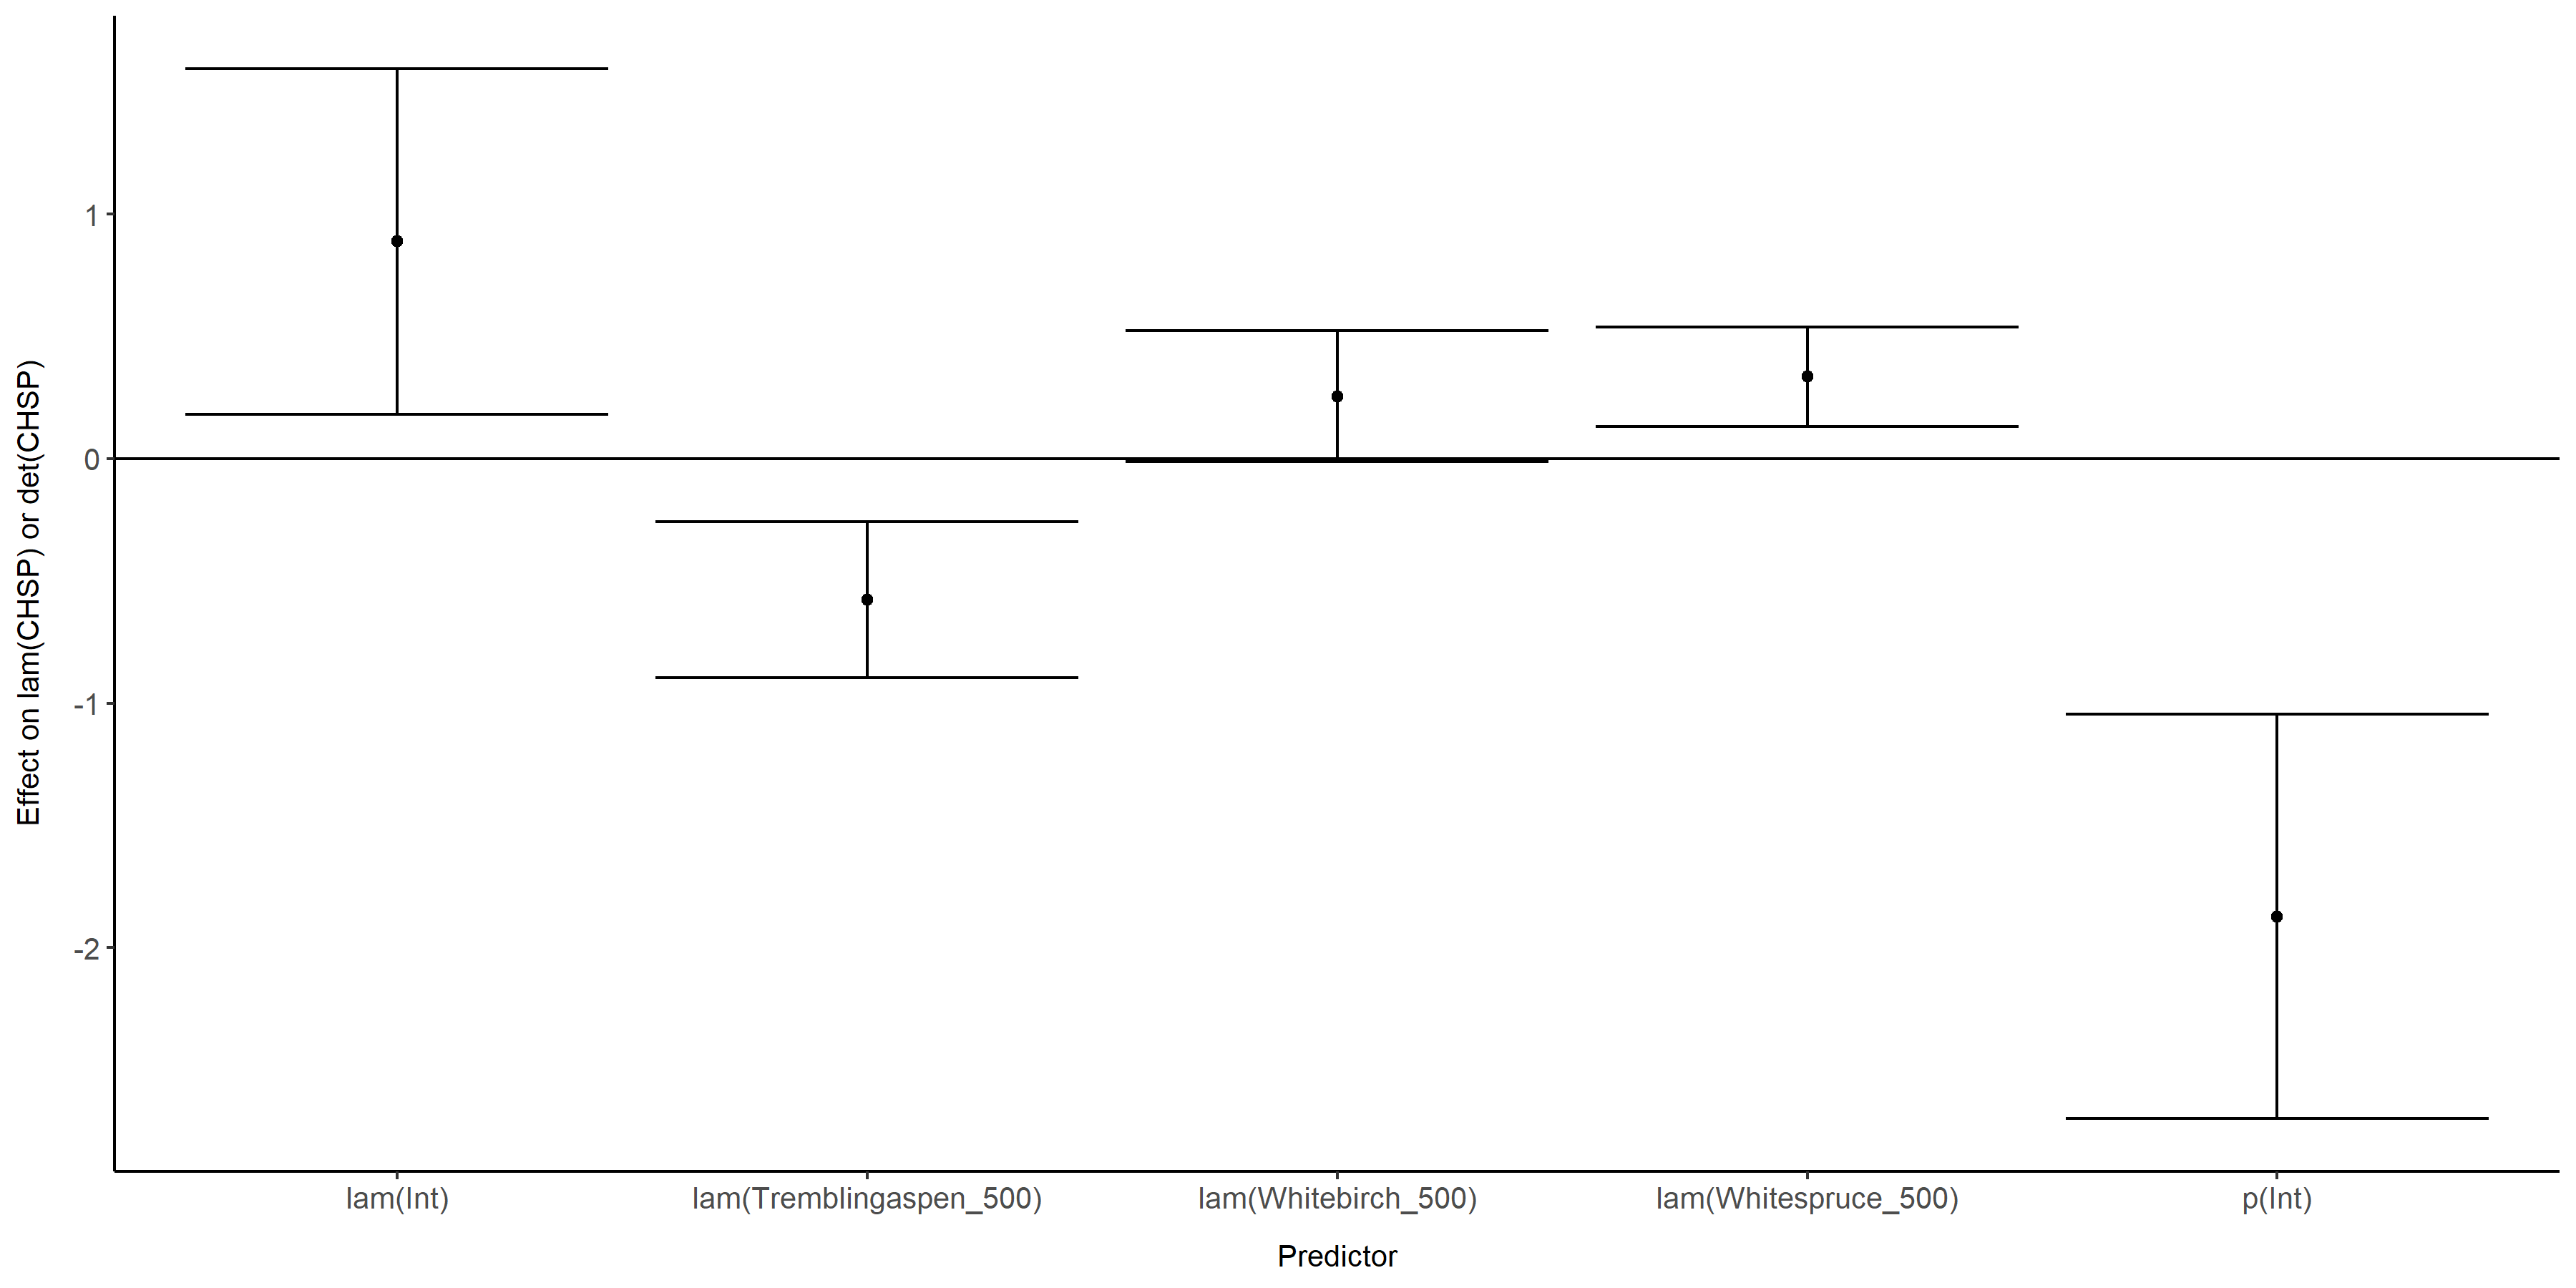 Effect on lam(CHSP) or det(CHSP)
1
0
-1
-2
lam(Int)
lam(Tremblingaspen_500)
lam(Whitebirch_500)
lam(Whitespruce_500)
p(Int)
Predictor